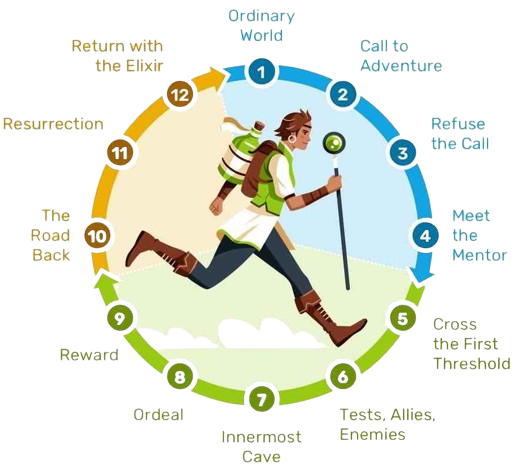 1
Ordinary
World
2
Call to
Adventure
3
Refuse
the Call
4
Meet
the
Mentor
5
Cross
the First
Threshold
6
Tests, Allies,
Enemies
7
Innermost
Cave
8
Ordeal
9
Reward
10
The
Road
Back
11
Resurrection
12
Return with
the Elixir